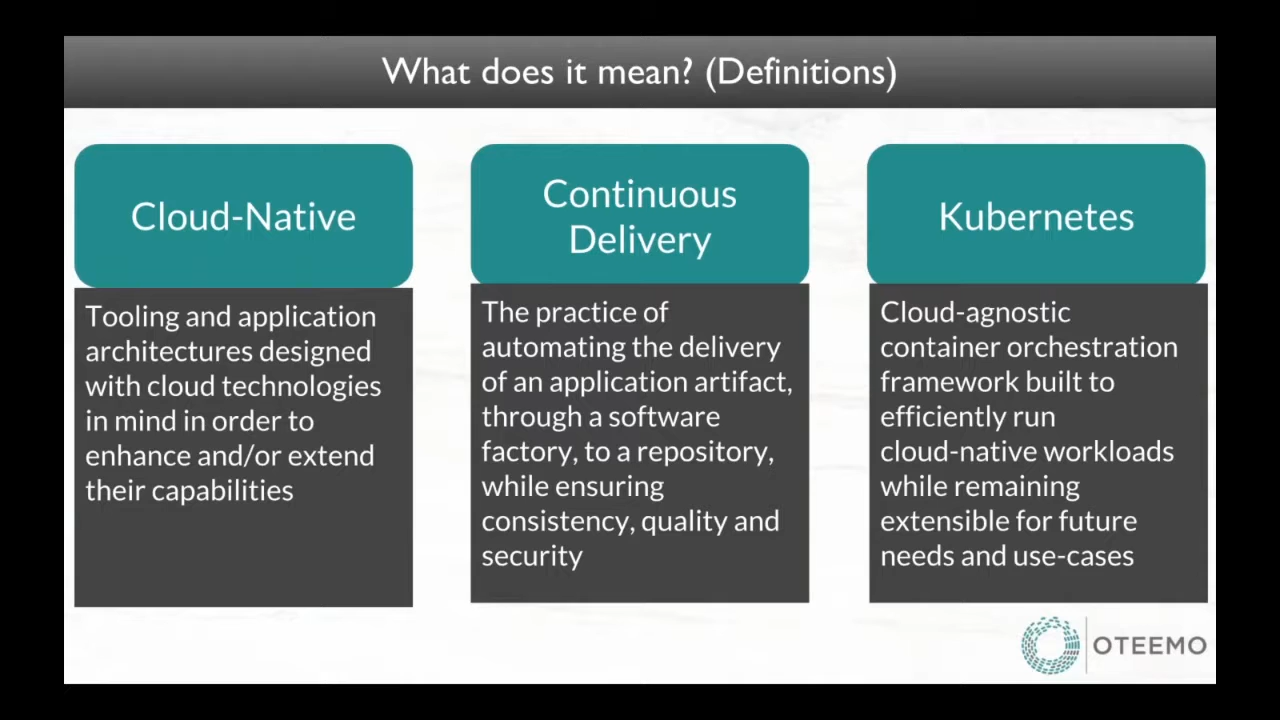 What does it mean? (Definitions)
Cloud-Native
Tooling and application
architectures designed
with cloud technologies
in mind in order to
enhance and/or extend
their capabilities
Continuous
Delivery
The practice of
automating the delivery
of an application artifact,
through a software
factory, to a repository,
while ensuring
consistency, quality and
security
Kubernetes
Cloud-agnostic
container orchestration
framework built to
efficiently run
cloud-native workloads
while remaining
extensible for future
needs and use-cases
OTEEMO